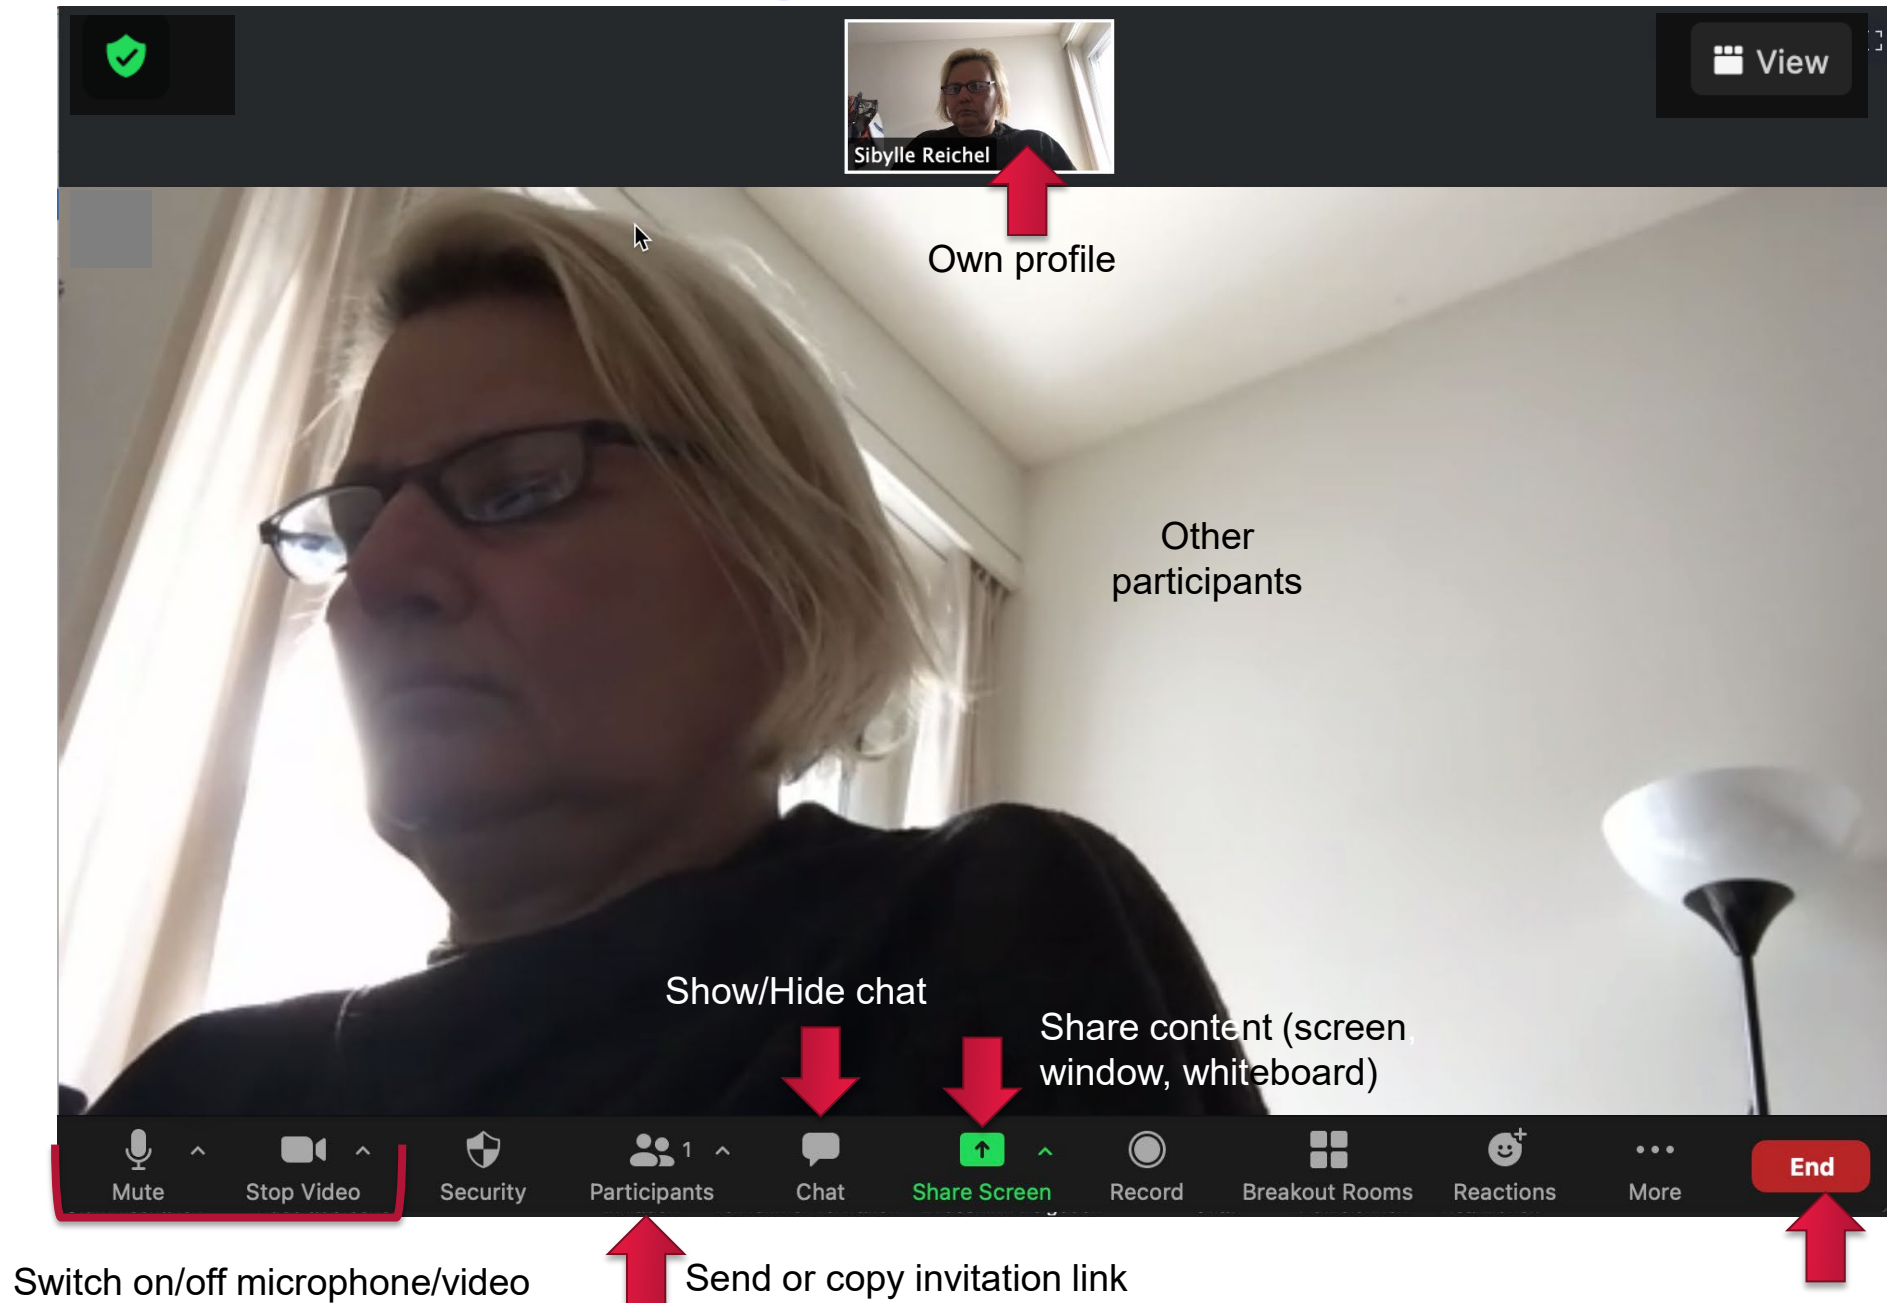 View
Sibylle Reichel
Own profile
Other
participants
Show/Hide chat
Share content (screen,
window, whiteboard)
1
Mute
Stop Video
Security
Participants
Chat
Share Screen
Record
Breakout Rooms
Reactions
More
End
Switch on/off microphone/video
Send or copy invitation link